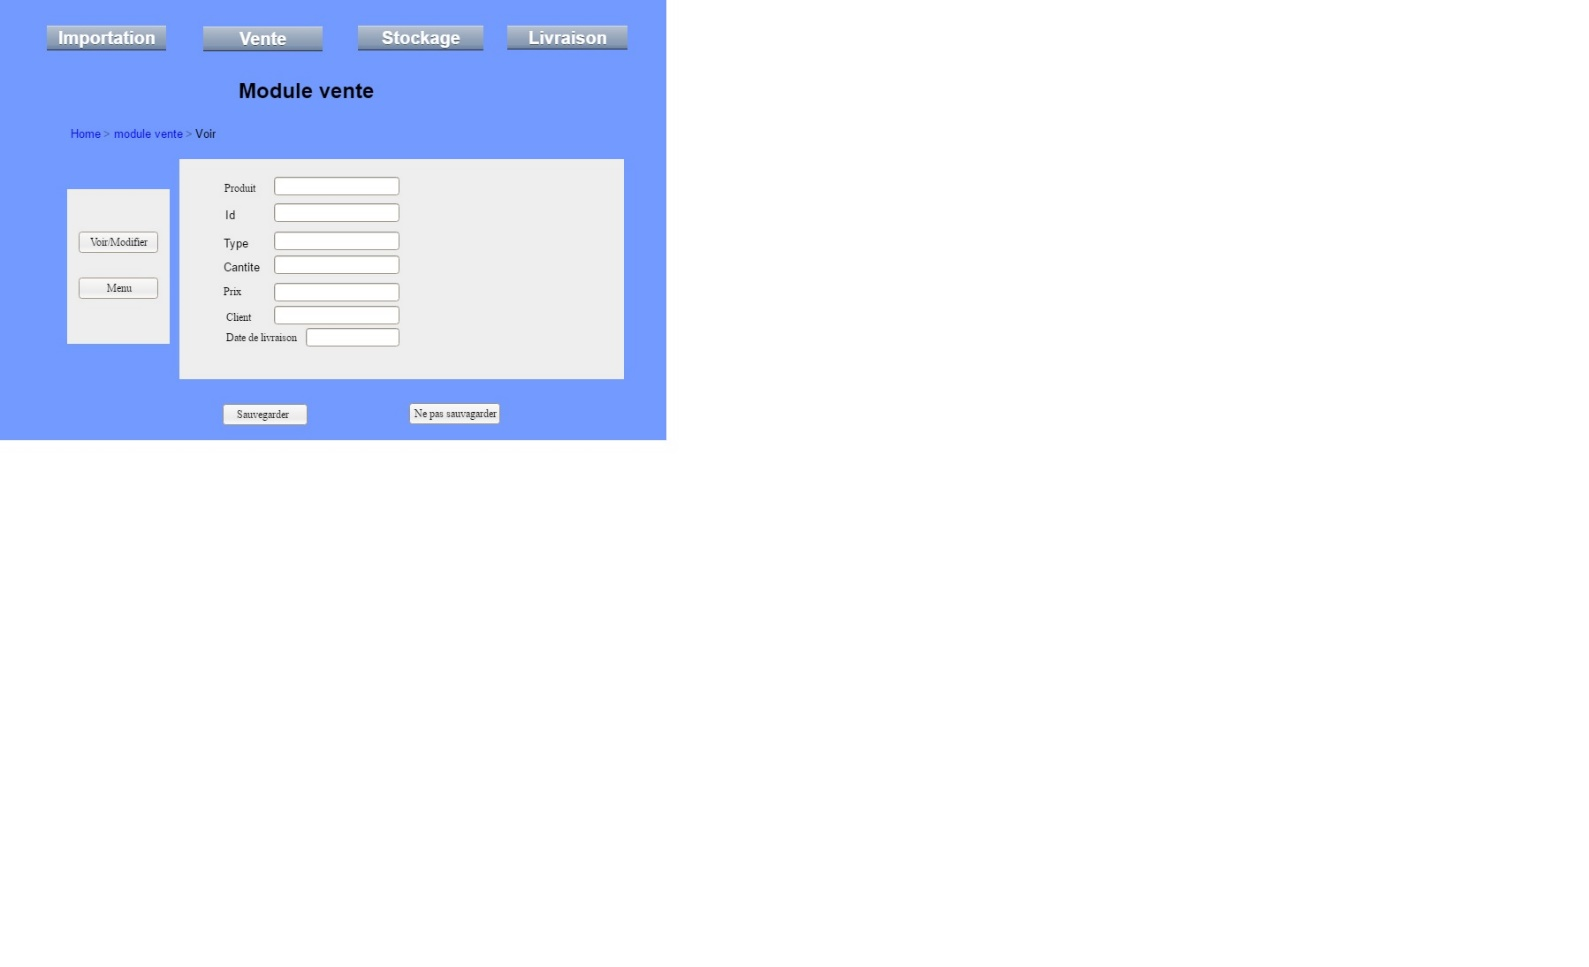 Importation Vente Stockage Livraison
Module vente
Home > module vente > Voir
Voir/Modifier
Menu
Produit
Id
Type
Cantite
Prix
Client
Date de livraison
Sauvegarder Ne pas sauvagarder